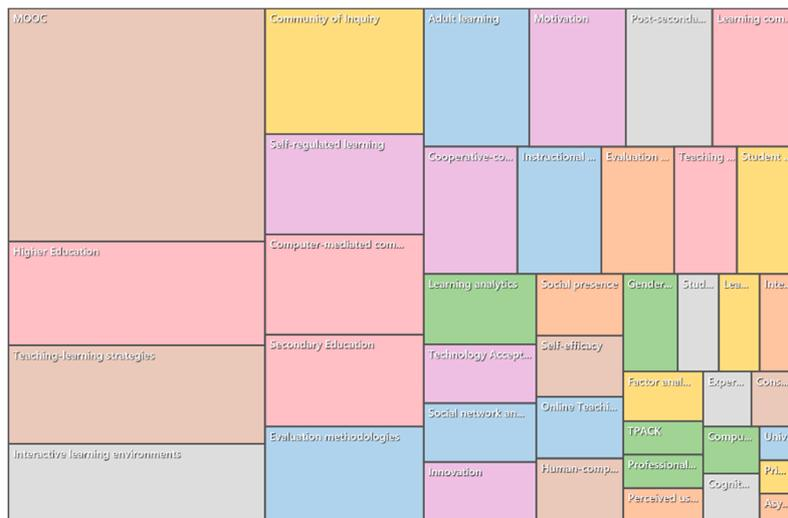 MOOC
Higher Education
Teaching-learning strategies
Interactive learning environments
Community of Inquiry
Self-regulated learning
Computer-mediated com...
Secondary Education
Evaluation methodologies
Adult learning
Motivation
Post-seconda...
Learning com...
Cooperative-co...
Instructional ...
Evaluation ...
Teaching ...
Student ...
Learning analytics
Technology Accept...
Social network an...
Innovation
Social presence
Self-efficacy
Online Teachi...
Human-comp...
Gender...
Stud...
Lea...
Inte...
Factor anal...
Exper...
Cons...
TPACK
Professional...
Perceived us...
Compu...
Cognit...
Univ
Pri...
Asy...